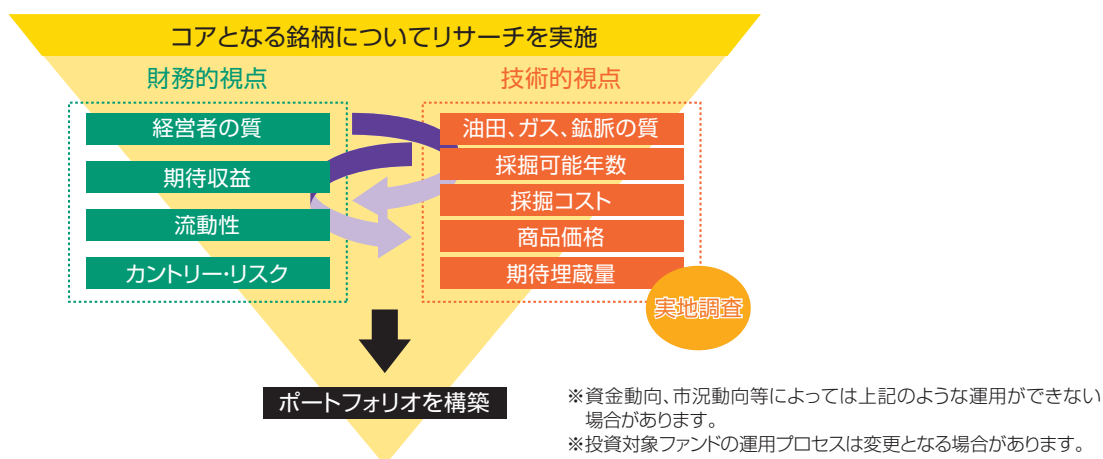 コアとなる銘柄についてリサーチを実施
財務的視点
経営者の質
期待収益
流動性
カントリー・リスク
技術的視点
油田、ガス、鉱脈の質
採掘可能年数
採掘コスト
商品価格
期待埋蔵量
実地調査
ポートフォリオを構築
※資金動向、市況動向等によっては上記のような運用ができない
場合があります。
※投資対象ファンドの運用プロセスは変更となる場合があります。